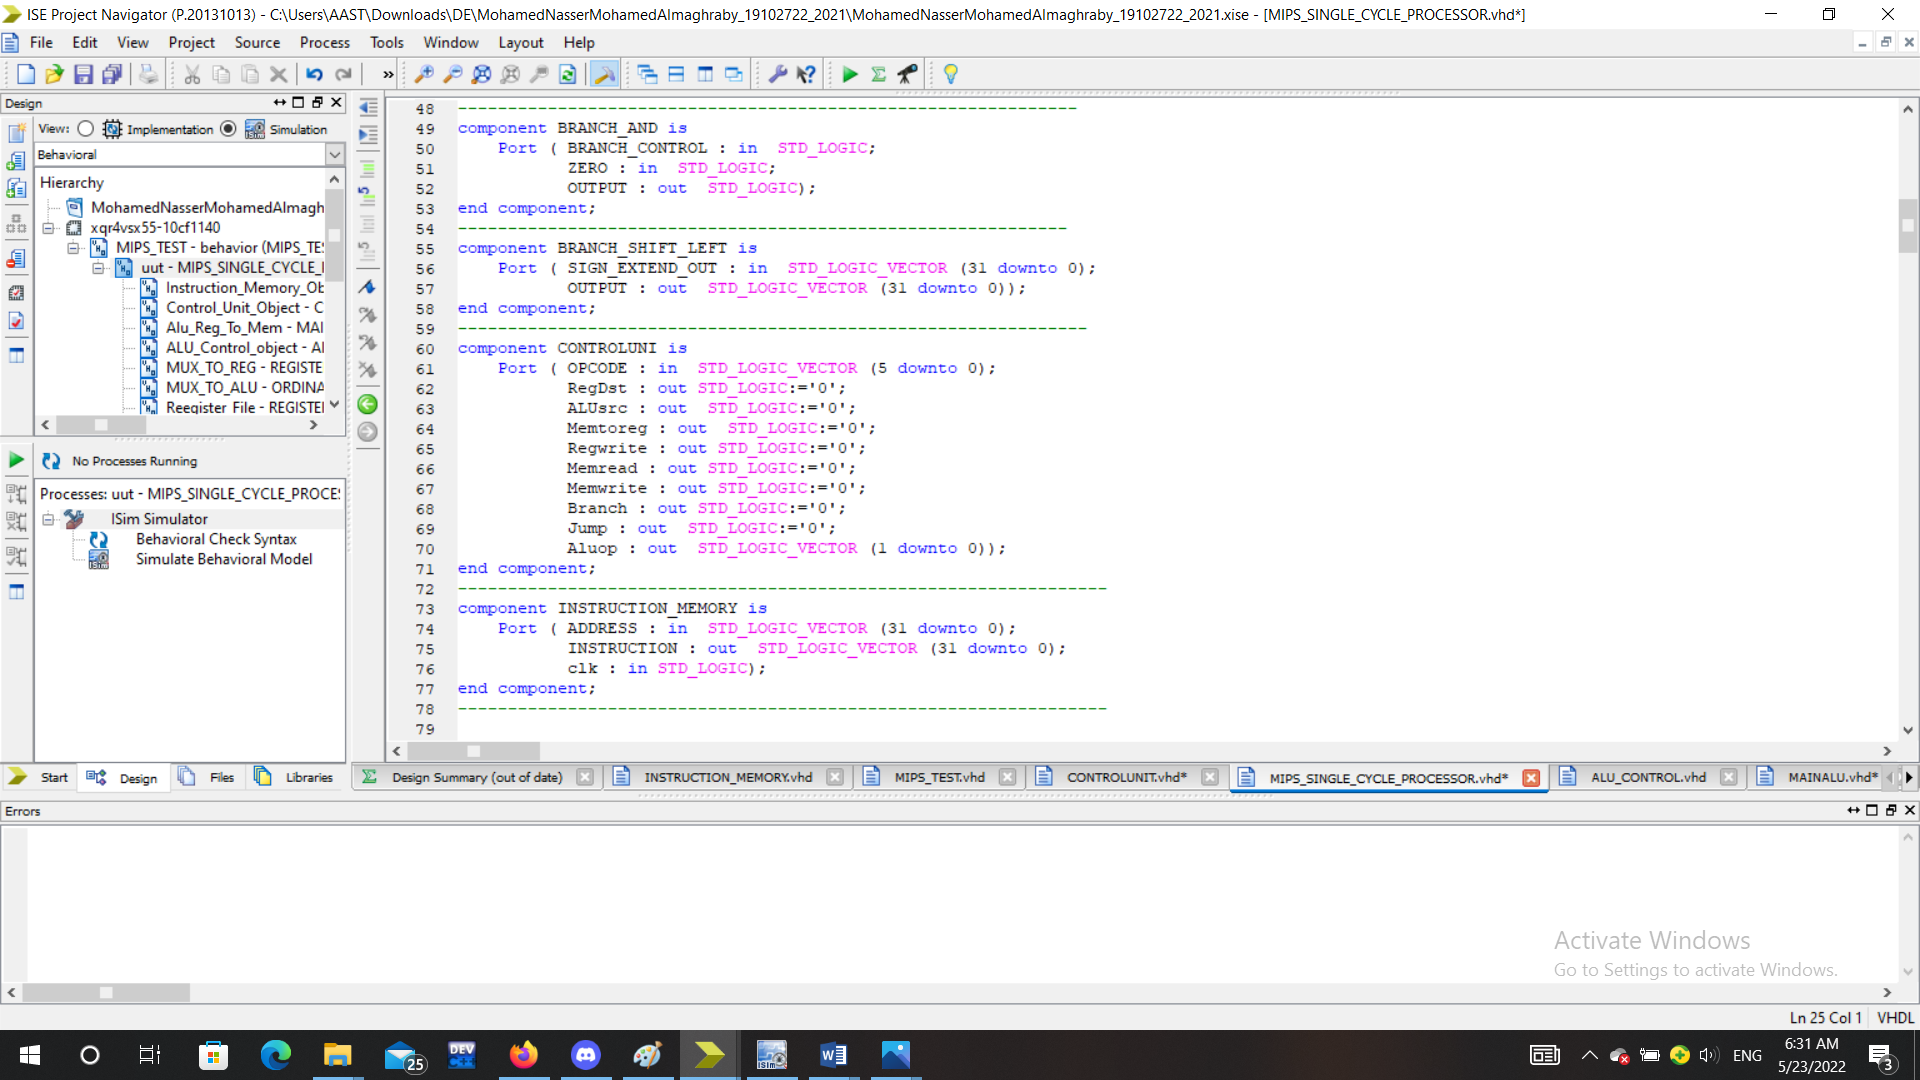 ISE Project Navigator (P.20131013) - C:\Users\AAST\Downloads\DE\MohamedNasserMohamedAlmaghraby_19102722_2021\MohamedNasserMohamedAlmaghraby_19102722_2021.xise - [MIPS_SINGLE_CYCLE_PROCESSOR.vhd*]
File Edit View Project Source Process Tools Window Layout Help
»
Design
View: Implementation Simulation
Behavioral
Hierarchy
MohamedNasserMohamedAlmagh
xqr4vsx55-10cf1140
MIPS_TEST - behavior (MIPS_TE
uut - MIPS_SINGLE_CYCLE_
Instruction_Memory_Ob
Control_Unit_Object - C
Alu_Reg_To_Mem - MAI
ALU_Control_object - Al
MUX_TO_REG - REGISTE
MUX_TO_ALU - ORDINA
Reegister File - REGISTE
No Processes Running
Processes: uut - MIPS_SINGLE_CYCLE_PROCE
ISim Simulator
Behavioral Check Syntax
Simulate Behavioral Model
Start Design Files Libraries
48 ---------------------------------------------------------------
49 component BRANCH_AND is
50 Port ( BRANCH_CONTROL : in STD_LOGIC;
51 ZERO : in STD_LOGIC;
52 OUTPUT : out STD_LOGIC);
53 end component;
54 --------------------------------------------------------------
55 component BRANCH_SHIFT_LEFT is
56 Port ( SIGN_EXTEND_OUT : in STD_LOGIC_VECTOR (31 downto 0);
57 OUTPUT : out STD_LOGIC_VECTOR (31 downto 0));
58 end component;
59 ----------------------------------------------------------------
60 component CONTROLUNI is
61 Port ( OPCODE : in STD_LOGIC_VECTOR (5 downto 0);
62 RegDst : out STD_LOGIC:='0';
63 ALUsrc : out STD_LOGIC:='0';
64 Memtoreg : out STD_LOGIC:='0';
65 Regwrite : out STD_LOGIC:='0';
66 Memread : out STD_LOGIC:='0';
67 Memwrite : out STD_LOGIC:='0';
68 Branch : out STD_LOGIC:='0';
69 Jump : out STD_LOGIC:='0';
70 Aluop : out STD_LOGIC_VECTOR (1 downto 0));
71 end component;
72 ------------------------------------------------------------------
73 component INSTRUCTION_MEMORY is
74 Port ( ADDRESS : in STD_LOGIC_VECTOR (31 downto 0);
75 INSTRUCTION : out STD_LOGIC_VECTOR (31 downto 0);
76 clk : in STD_LOGIC);
77 end component;
78 ------------------------------------------------------------------
79
Design Summary (out of date) INSTRUCTION_MEMORY.vhd MIPS_TEST.vhd CONTROLUNIT.vhd* MIPS_SINGLE_CYCLE_PROCESSOR.vhd* ALU_CONTROL.vhd MAINALU.vhd*
Errors
Activate Windows
Go to Settings to activate Windows.
Ln 25 Col 1 VHDL
25
DEV
C++
ISim
ENG
6:31 AM
5/23/2022
3